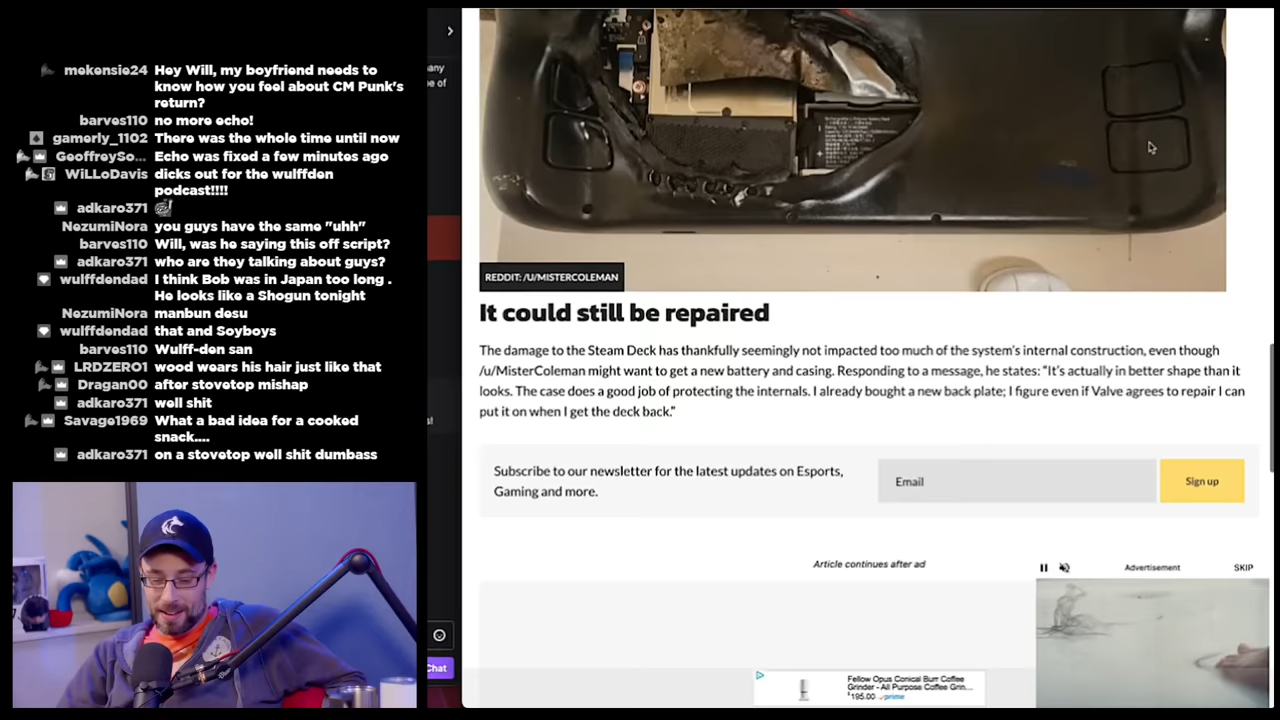 mekensie24 Hey Will, my boyfriend needs to
know how you feel about CM Punk's
return?
barves110 no more echo!
gamerly_1102 There was the whole time until now
GeoffreySo... Echo was fixed a few minutes ago
WiLLoDavis dicks out for the wulffden
podcast!!!!
adkaro371
NezumiNora you guys have the same "uhh"
barves110 Will, was he saying this off script?
adkaro371 who are they talking about guys?
wulffdendad I think Bob was in Japan too long .
He looks like a Shogun tonight
NezumiNora manbun desu
wulffdendad that and Soyboys
barves110 Wulff-den san
LRDZERO1 wood wears his hair just like that
Dragan00 after stovetop mishap
adkaro371 well shit
Savage1969 What a bad idea for a cooked
snack....
adkaro371 on a stovetop well shit dumbass
any
e of
s!
Chat
REDDIT: /U/MISTERCOLEMAN
It could still be repaired
The damage to the Steam Deck has thankfully seemingly not impacted too much of the system's internal construction, even though
/u/MisterColeman might want to get a new battery and casing. Responding to a message, he states: "It's actually in better shape than it
looks. The case does a good job of protecting the internals. I already bought a new back plate; I figure even if Valve agrees to repair I can
put it on when I get the deck back."
Subscribe to our newsletter for the latest updates on Esports,
Gaming and more.
Email
Sign up
Article continues after ad
Advertisement
SKIP
Fellow Opus Conical Burr Coffee
Grinder - All Purpose Coffee Grin...
$195.00 prime